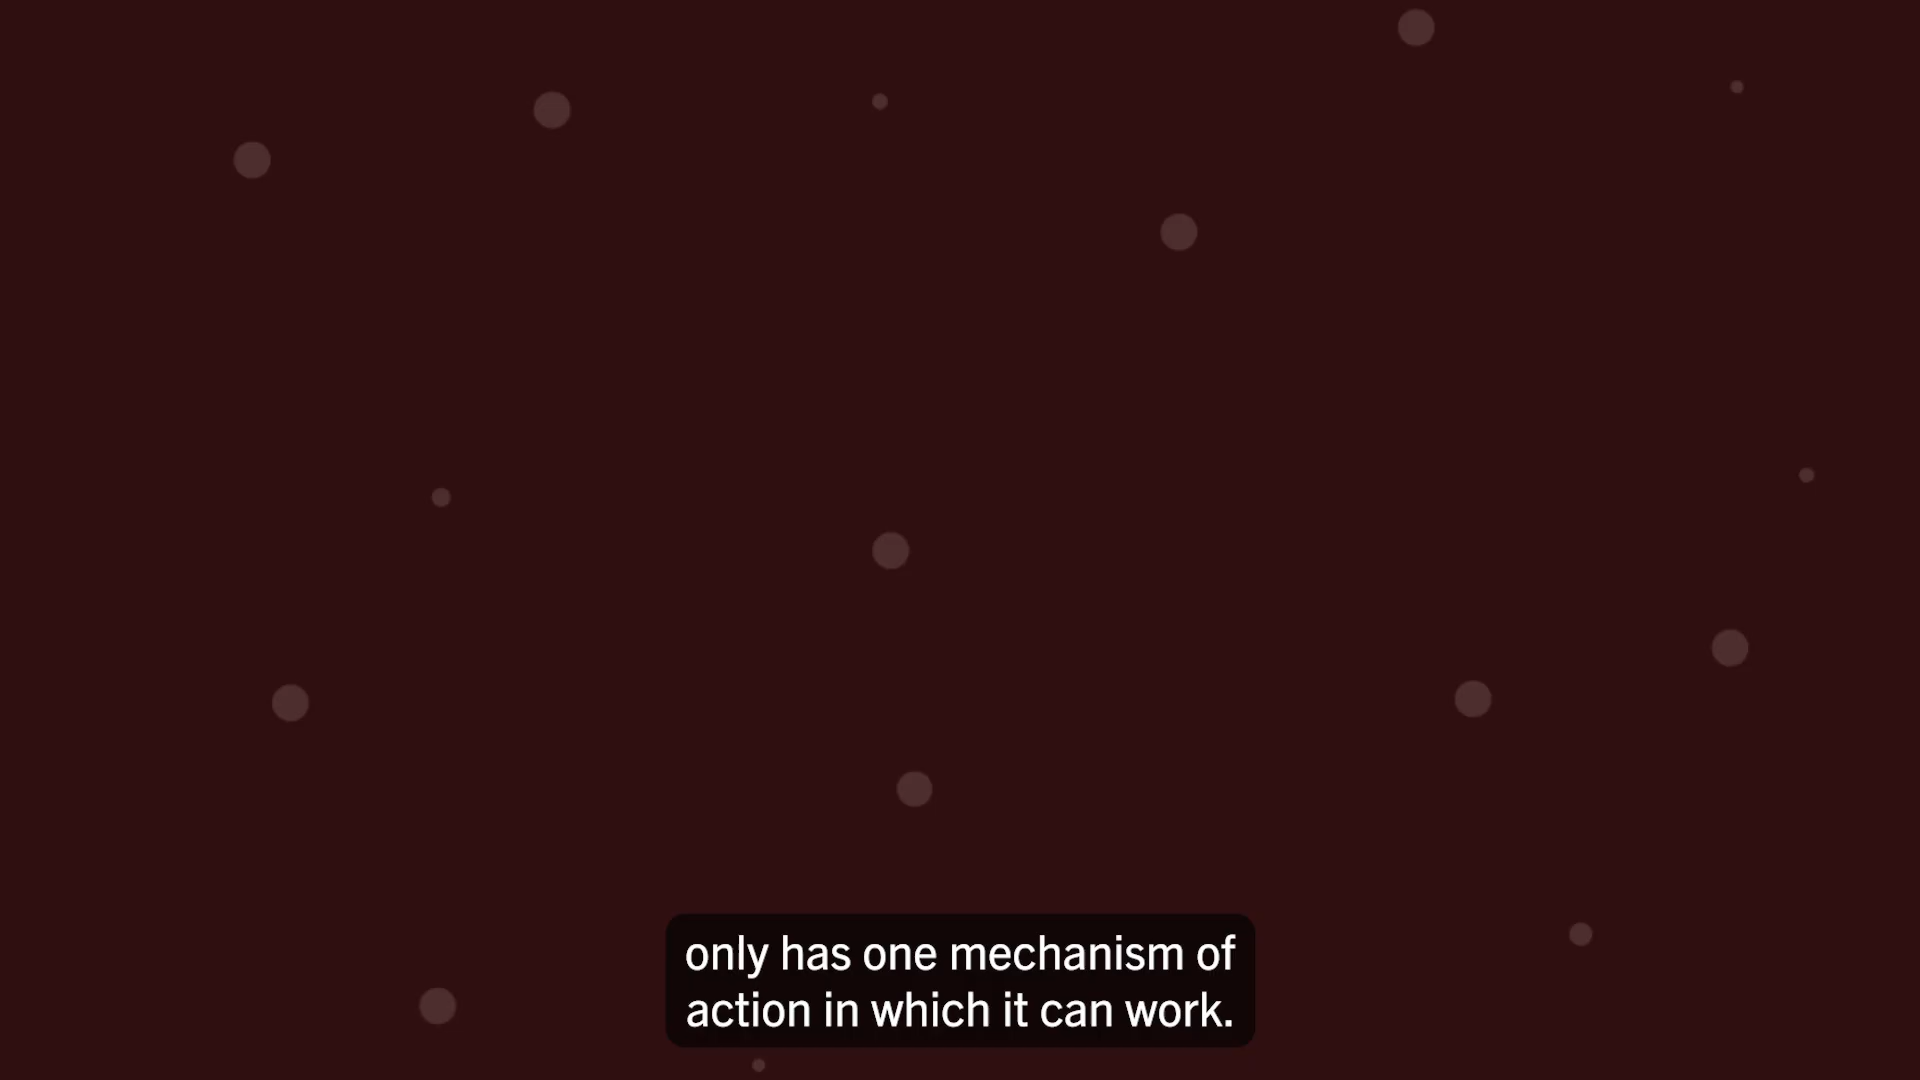 only has one mechanism of
action in which it can work.